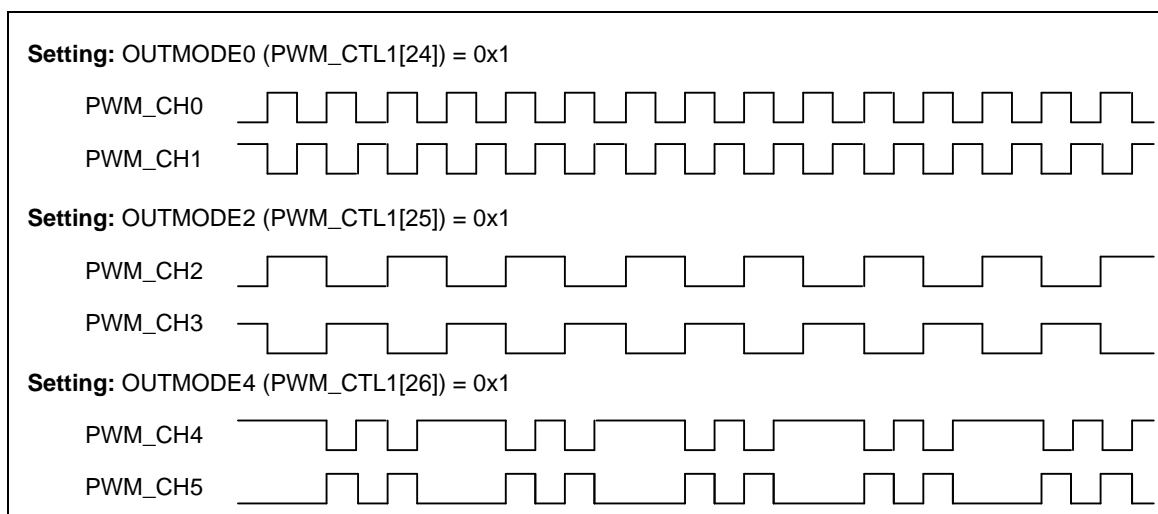 Setting: OUTMODE0 (PWM_CTL1[24]) = 0x1
PWM_CH0
PWM_CH1
Setting: OUTMODE2 (PWM_CTL1[25]) = 0x1
PWM_CH2
PWM_CH3
Setting: OUTMODE4 (PWM_CTL1[26]) = 0x1
PWM_CH4
PWM_CH5